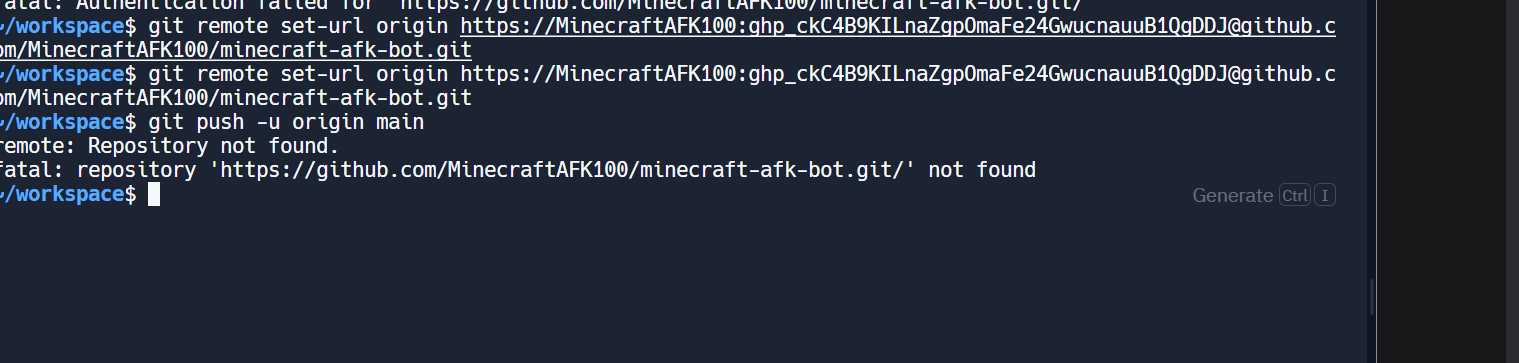 fatal: Authentication failed for 'https://github.com/MinecraftAFK100/minecraft-afk-bot.git/'
~/workspace$ git remote set-url origin https://MinecraftAFK100: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@github.c
om/MinecraftAFK100/minecraft-afk-bot.git
~/workspace$ git remote set-url origin https://MinecraftAFK100: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@github.c
om/MinecraftAFK100/minecraft-afk-bot.git
~/workspace$ git push -u origin main
remote: Repository not found.
fatal: repository 'https://github.com/MinecraftAFK100/minecraft-afk-bot.git/' not found
~/workspace$
Generate Ctrl I